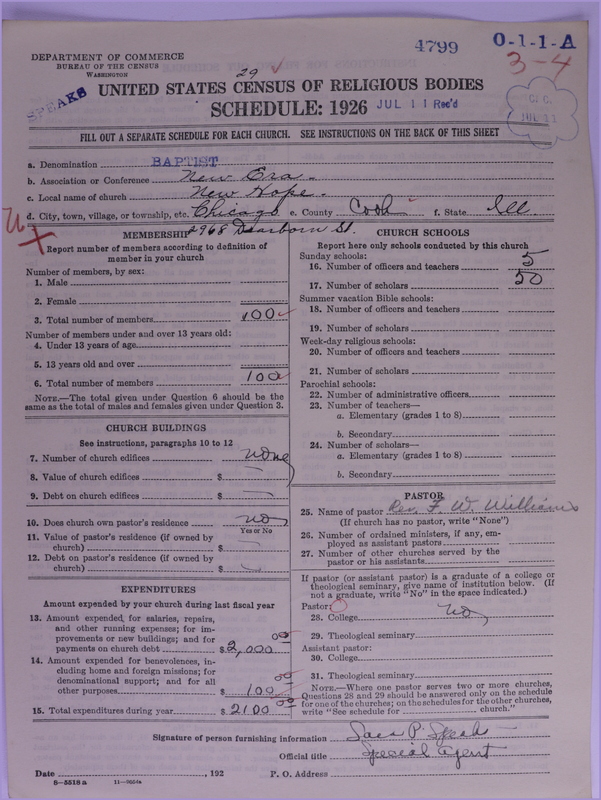 4799 O-1-1-A
DEPARTMENT OF COMMERCE
BUREAU OF THE CENSUS
WASHINGTON
29
3-4
SPEAKS
UNITED STATES CENSUS OF RELIGIOUS BODIES
SCHEDULE: 1926 JUL 11 Rec'd
C. C.
JUL 11
FILL OUT A SEPARATE SCHEDULE FOR EACH CHURCH. SEE INSTRUCTIONS ON THE BACK OF THIS SHEET
a. Denomination BAPTIST
b. Association or Conference New Era
c. Local name of church New Hope
d. City, town, village, or township, etc. Chicago e. County Cook f. State Ill.
2968 Dearborn St.
MEMBERSHIP
Report number of members according to definition of
member in your church
Number of members, by sex:
1. Male
2. Female
3. Total number of members 100
Number of members under and over 13 years old:
4. Under 13 years of age
5. 13 years old and over
6. Total number of members 100
NOTE.—The total given under Question 6 should be the
same as the total of males and females given under Question 3.
CHURCH BUILDINGS
See instructions, paragraphs 10 to 12
7. Number of church edifices none
8. Value of church edifices $
9. Debt on church edifices $
10. Does church own pastor's residence no
Yes or No
11. Value of pastor's residence (if owned by
church) $
12. Debt on pastor's residence (if owned by
church) $
EXPENDITURES
Amount expended by your church during last fiscal year
13. Amount expended, for salaries, repairs,
and other running expenses; for im-
provements or new buildings; and for
payments on church debt $ 2,000 00
14. Amount expended for benevolences, in-
cluding home and foreign missions; for
denominational support; and for all
other purposes $ 100 00
15. Total expenditures during year $ 2100 00
CHURCH SCHOOLS
Report here only schools conducted by this church
Sunday schools:
16. Number of officers and teachers 5
17. Number of scholars 50
Summer vacation Bible schools:
18. Number of officers and teachers
19. Number of scholars
Week-day religious schools:
20. Number of officers and teachers
21. Number of scholars
Parochial schools:
22. Number of administrative officers
23. Number of teachers—
a. Elementary (grades 1 to 8)
b. Secondary
24. Number of scholars—
a. Elementary (grades 1 to 8)
b. Secondary
PASTOR
25. Name of pastor Rev. F. W. Williams
(If church has no pastor, write "None")
26. Number of ordained ministers, if any, em-
ployed as assistant pastors
27. Number of other churches served by the
pastor or his assistants
If pastor (or assistant pastor) is a graduate of a college or
theological seminary, give name of institution below. (If
not a graduate, write "No" in the space indicated.)
Pastor:
28. College No
29. Theological seminary
Assistant pastor:
30. College
31. Theological seminary
NOTE.—Where one pastor serves two or more churches,
Questions 28 and 29 should be answered only on the schedule
for one of the churches; on the schedules for the other churches,
write "See schedule for church."
Signature of person furnishing information P. Speaks
Official title Special agent
Date , 192 P. O. Address
8-5518a 11-9654a